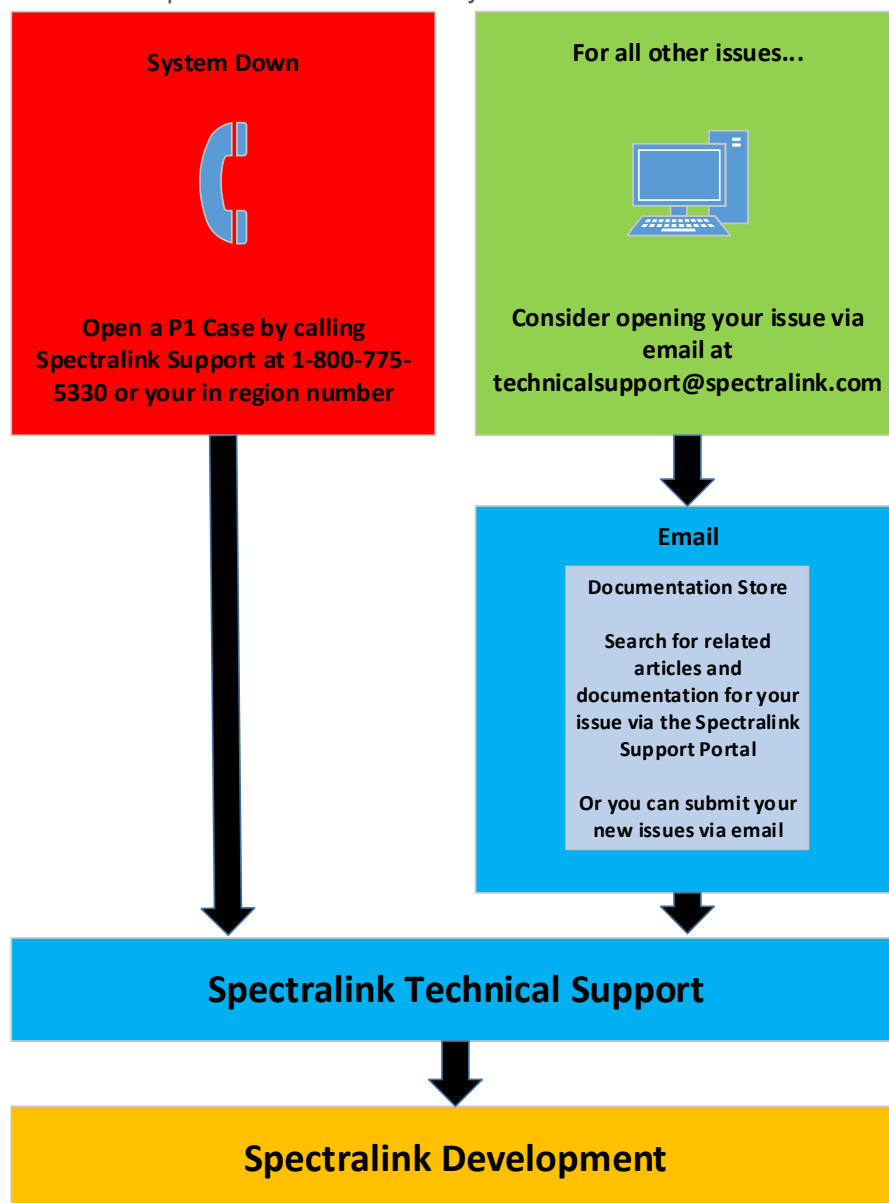 System Down
Open a P1 Case by calling
Spectralink Support at 1-800-775-
5330 or your in region number
For all other issues...
Consider opening your issue via
email at
technicalsupport@spectralink.com
Email
Documentation Store
Search for related
articles and
documentation for your
issue via the Spectralink
Support Portal
Or you can submit your
new issues via email
Spectralink Technical Support
Spectralink Development